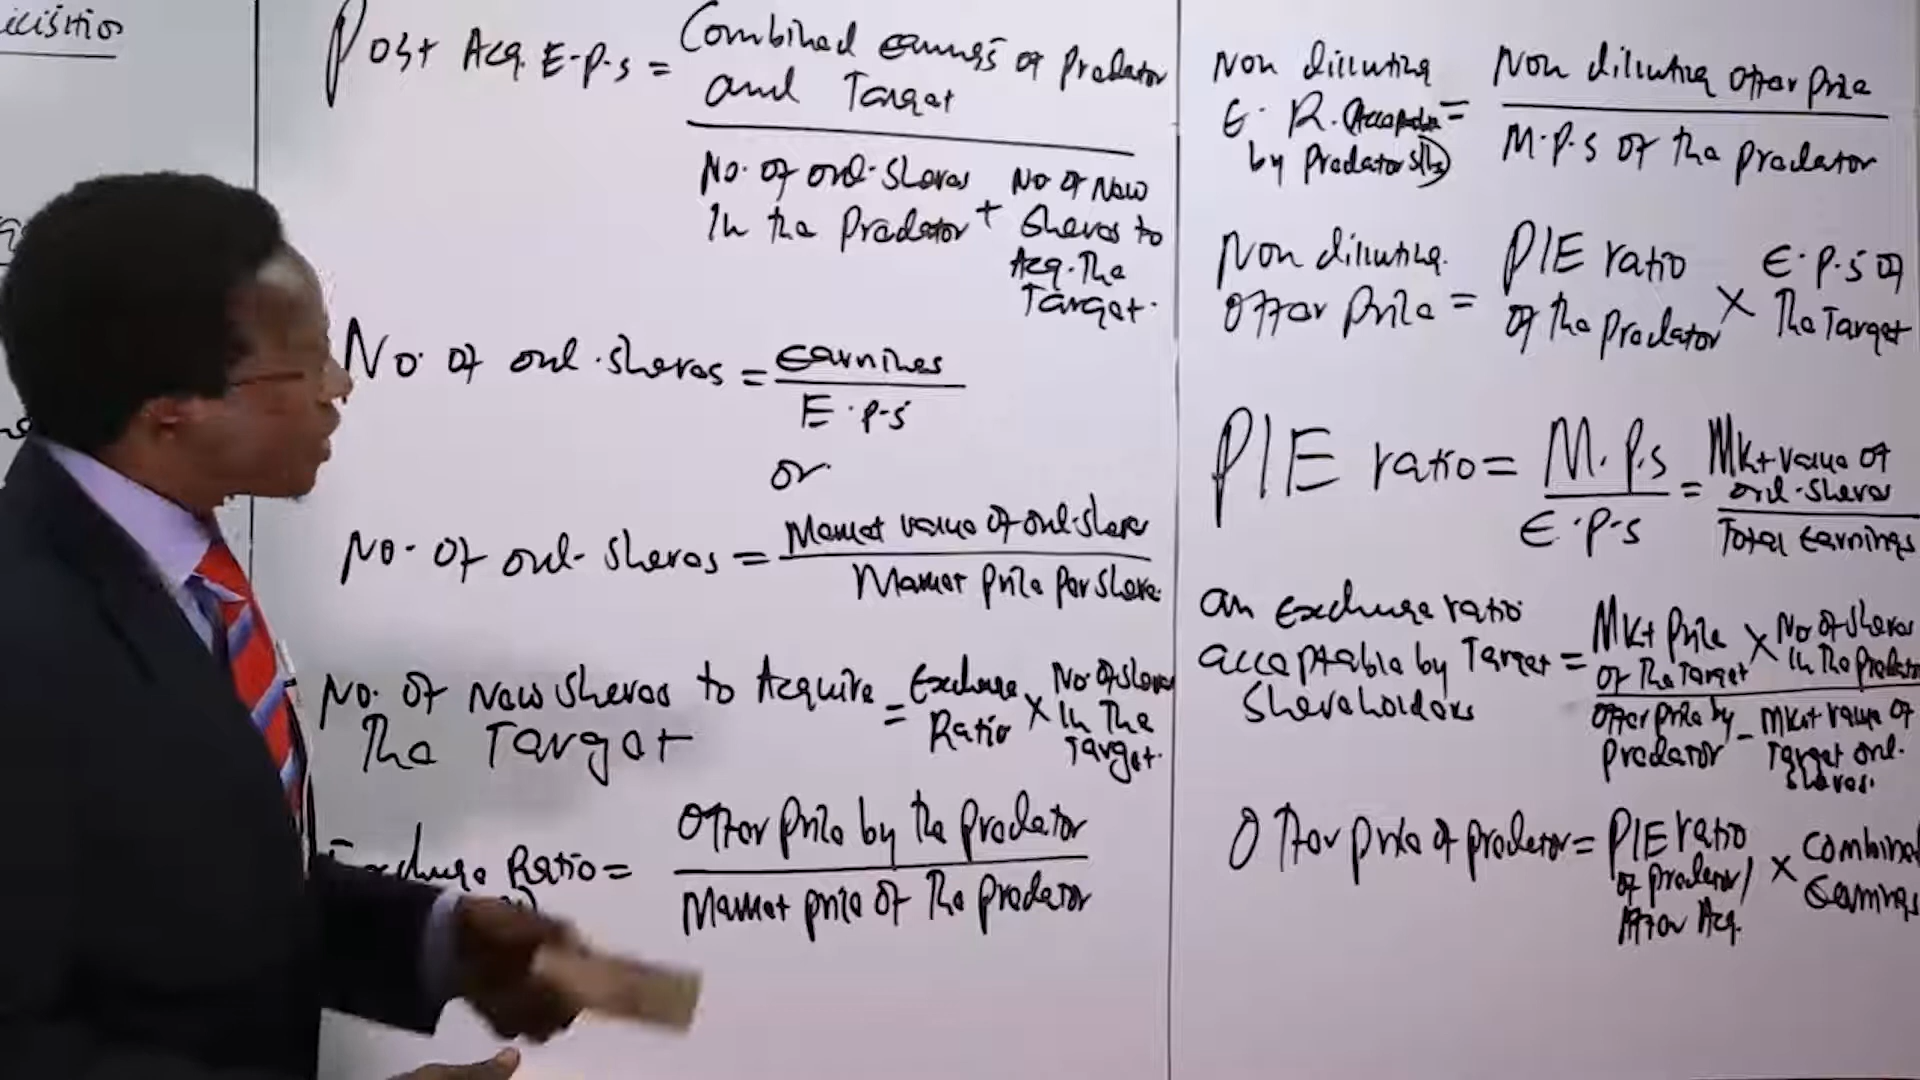 uisition
Post Acq. E.P.S =
Combined earnings of Predator
and Target
No. of ord. Shares + No of New
In the Predator Shares to
Acq. The
Target.
No. of ord. shares = earnings
E.P.S
or
No. of ord. shares = Market value of ord. share
Market price per share
No. of New Shares to Acquire = Exchange × No. of shares
The Target Ratio In The
Target.
Ratio = Offer price by the predator
Market price of The predator
Non dilluting = Non dilluting offer price
E. R. (Acceptable M.P.S of the predator
by Predator s/h)
Non dilluting. = P/E ratio × E.P.S of
Offer Price of the predator The Target
P/E ratio = M.P.S = Mkt value of
ord. shares
E.P.S Total Earnings
an exchange ratio
acceptable by Target = Mkt Price × No of shares
of The Target In The Predator
Shareholders
offer price by - Mkt value of
predator Target ord.
shares.
Offer price of predator = P/E ratio × Combined
of predator/ Earnings
After Acq.